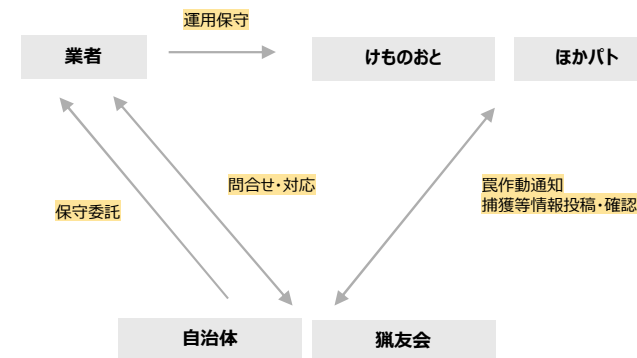 運用保守
業者
けものおと
ほかパト
問合せ・対応
罠作動通知
捕獲等情報投稿・確認
保守委託
自治体
猟友会